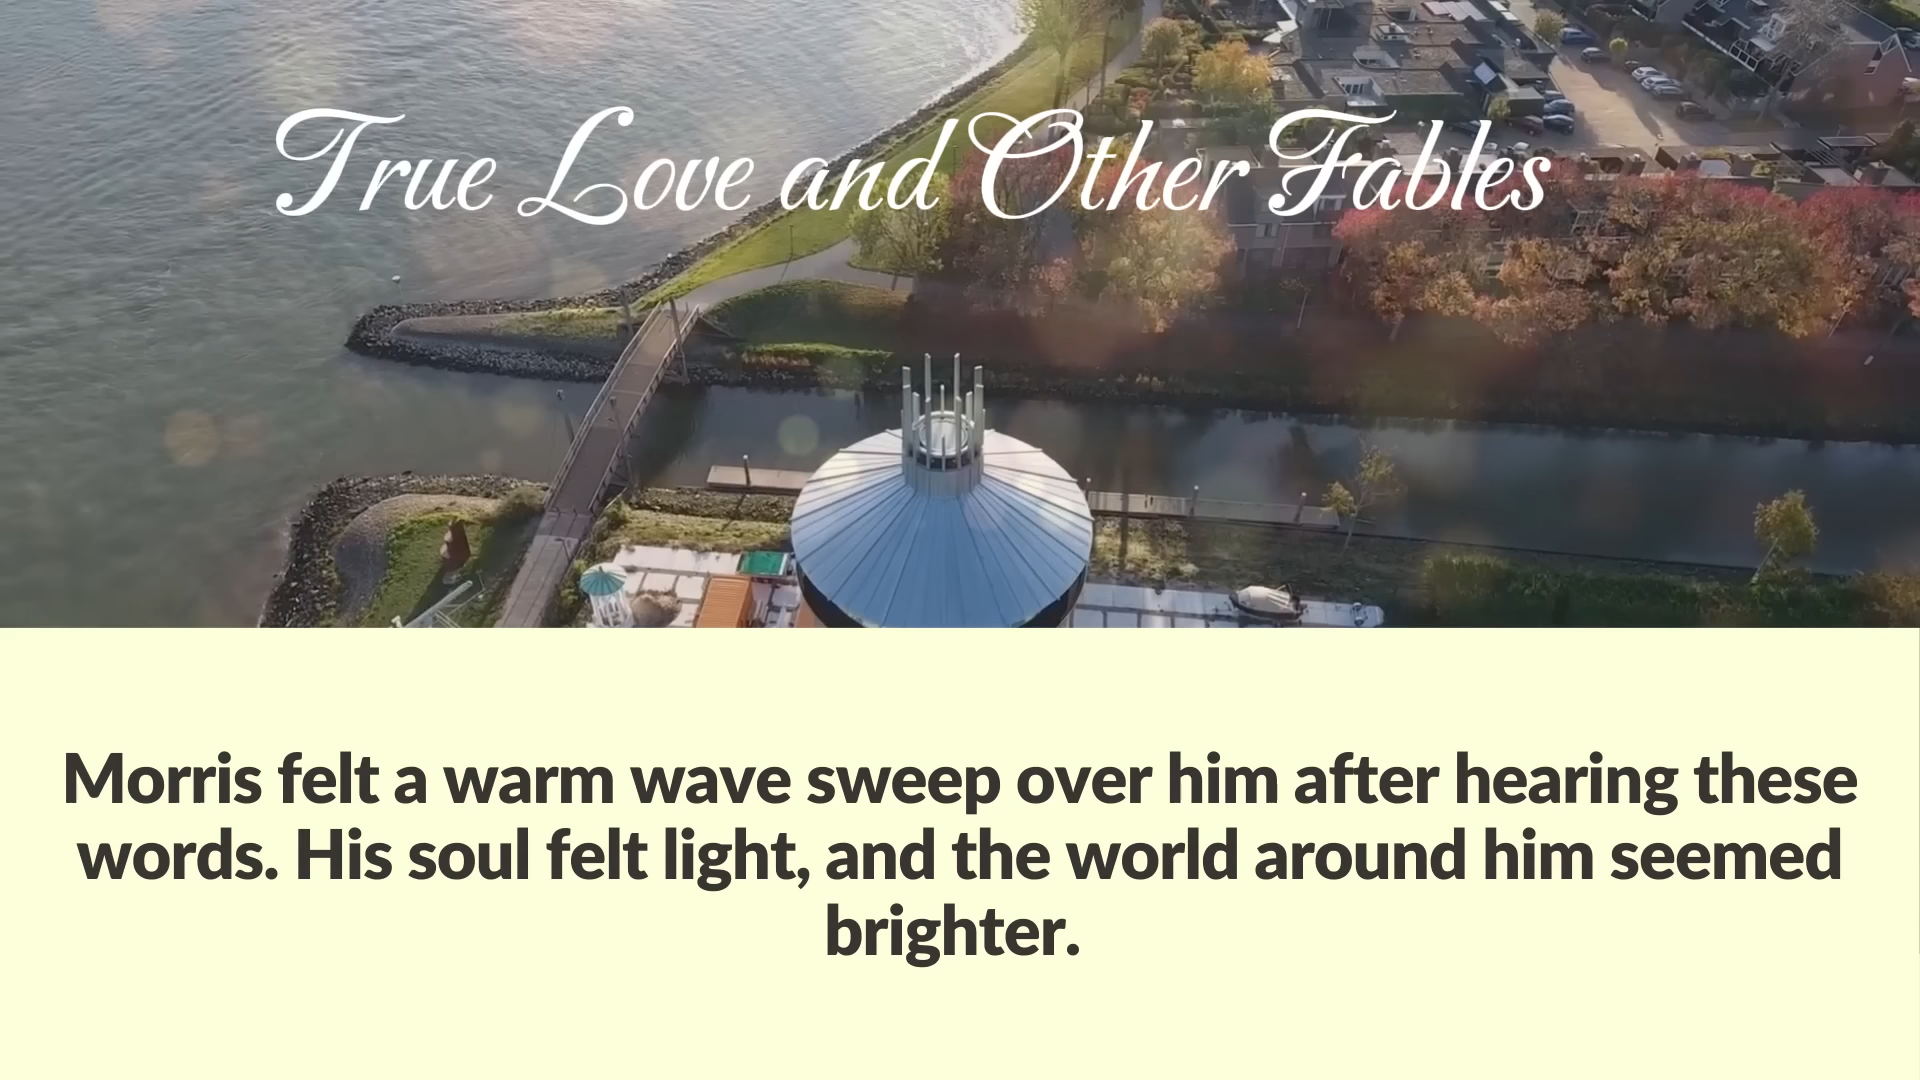 True Love and Other Fables
Morris felt a warm wave sweep over him after hearing these
words. His soul felt light, and the world around him seemed
brighter.